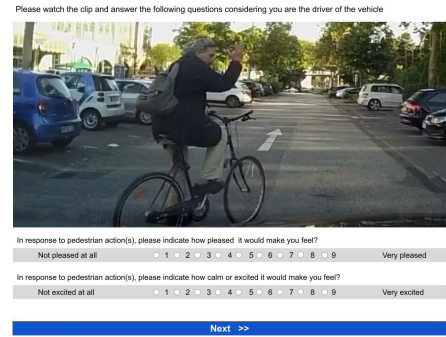 Please watch the clip and answer the following questions considering you are the driver of the vehicle
In response to pedestrian action(s), please indicate how pleased it would make you feel?
Not pleased at all 1 2 3 4 5 6 7 8 9 Very pleased
In response to pedestrian action(s), please indicate how calm or excited it would make you feel?
Not excited at all 1 2 3 4 5 6 7 8 9 Very excited
Next >>